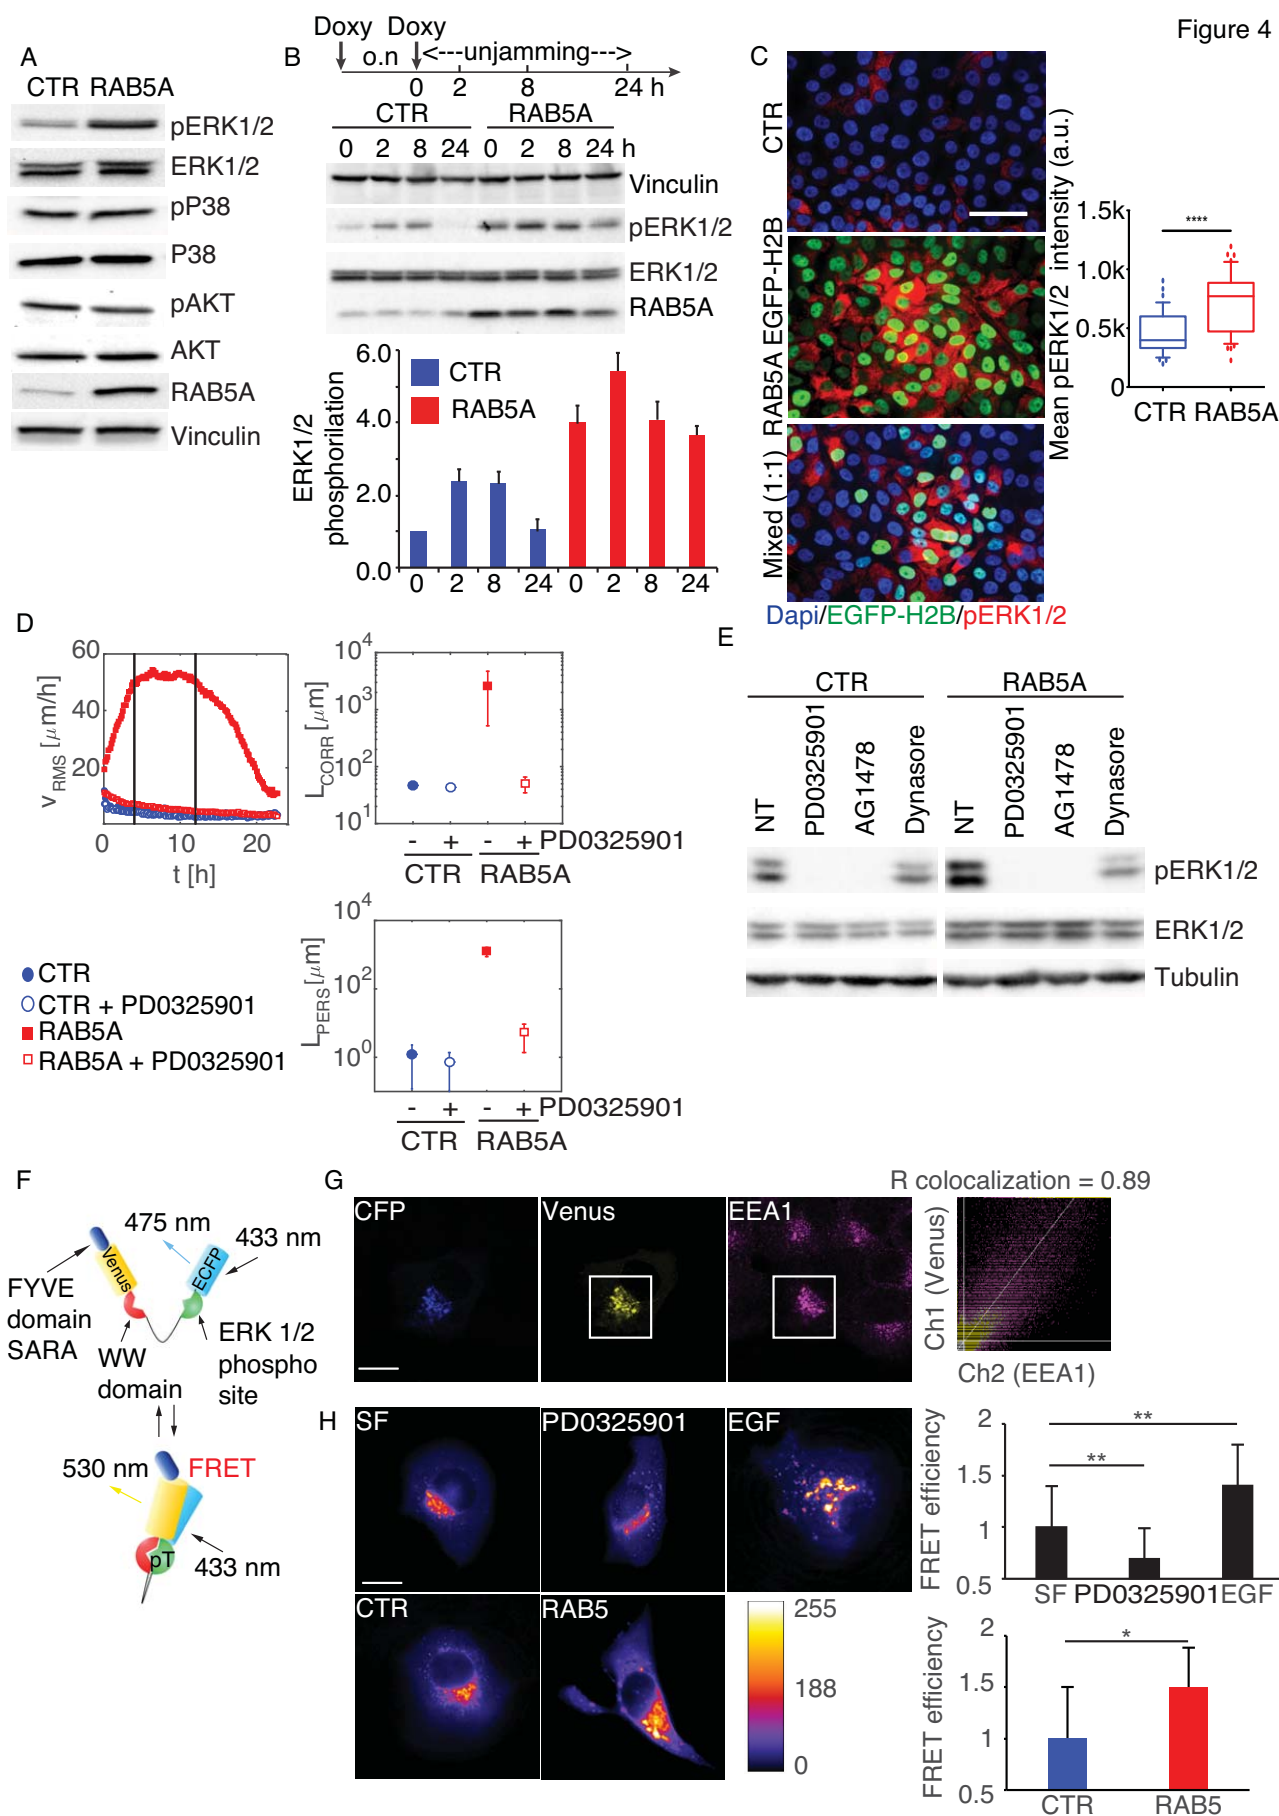 Figure 4
A
CTR RAB5A
pERK1/2
ERK1/2
pP38
P38
pAKT
AKT
RAB5A
Vinculin
B
Doxy Doxy
o.n <---unjamming--->
0 2 8 24 h
CTR RAB5A
0 2 8 24 0 2 8 24 h
Vinculin
pERK1/2
ERK1/2
RAB5A
ERK1/2
phosphorilation
6.0
4.0
2.0
0.0
CTR
RAB5A
0 2 8 24 0 2 8 24
C
CTR
RAB5A EGFP-H2B
Mixed (1:1)
Dapi/EGFP-H2B/pERK1/2
Mean pERK1/2 intensity (a.u.)
1.5k
1.0k
0.5k
0
****
CTR RAB5A
D
VRMS [μm/h]
60
40
20
0 10 20
t [h]
LCORR [μm]
10^4
10^3
10^2
10^1
- + - + PD0325901
CTR RAB5A
LPERS [μm]
10^4
10^2
10^0
- + - + PD0325901
CTR RAB5A
CTR
CTR + PD0325901
RAB5A
RAB5A + PD0325901
E
CTR RAB5A
NT PD0325901 AG1478 Dynasore NT PD0325901 AG1478 Dynasore
pERK1/2
ERK1/2
Tubulin
F
475 nm
433 nm
Venus
ECFP
FYVE
domain
SARA
WW
domain
ERK 1/2
phospho
site
530 nm
FRET
pT
433 nm
G
CFP
Venus
EEA1
R colocalization = 0.89
Ch1 (Venus)
Ch2 (EEA1)
H
SF
PD0325901
EGF
CTR
RAB5
255
188
0
FRET efficiency
2
1.5
1
0.5
**
**
SF PD0325901 EGF
FRET efficiency
2
1.5
1
0.5
*
CTR RAB5